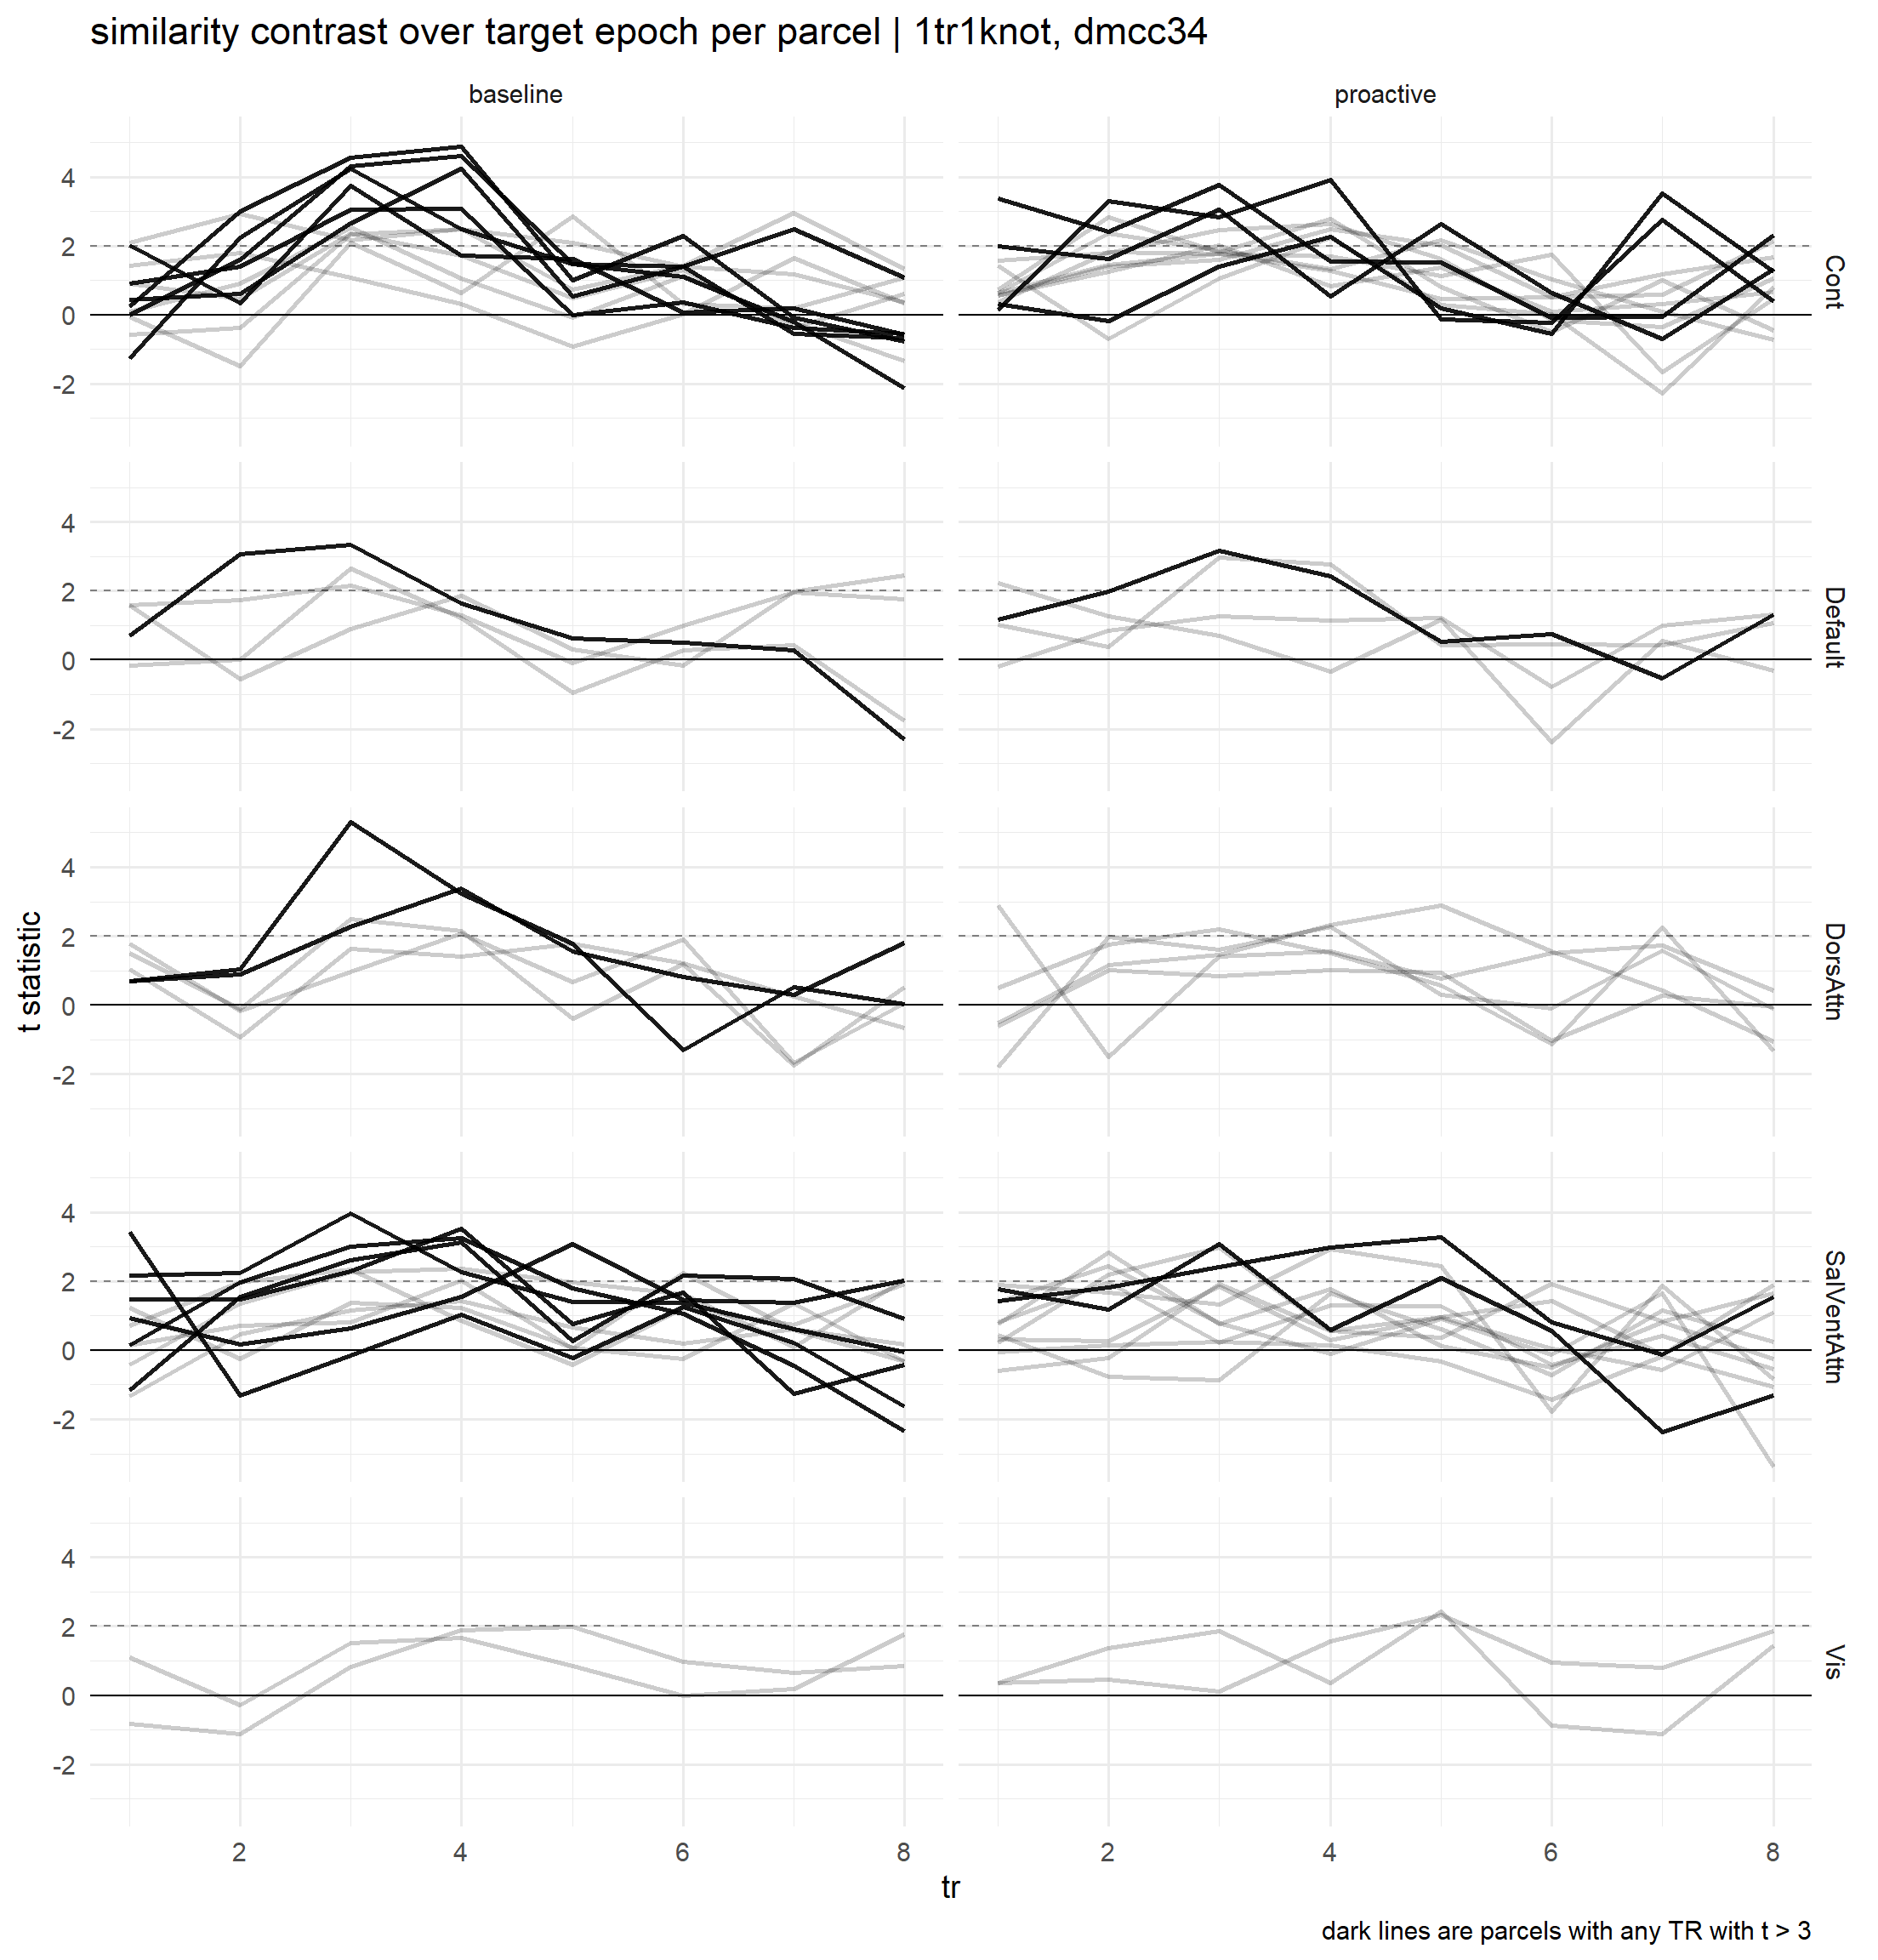 similarity contrast over target epoch per parcel | 1tr1knot, dmcc34
baseline
proactive
4
2
0
-2
Cont
4
2
0
-2
Default
4
2
0
-2
DorsAttn
4
2
0
-2
SalVentAttn
4
2
0
-2
Vis
t statistic
2
4
6
8
2
4
6
8
tr
dark lines are parcels with any TR with t > 3